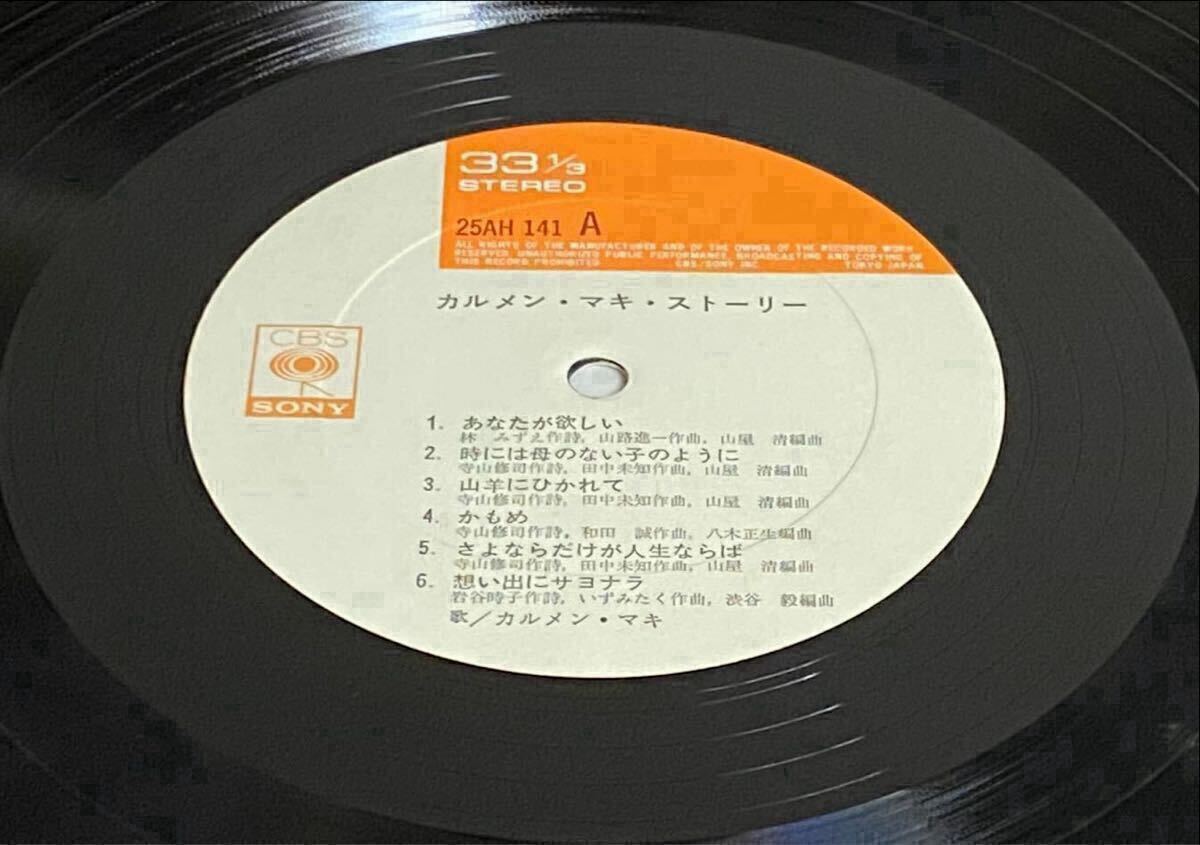 33 1/3
STEREO
25AH 141 A
ALL RIGHTS OF THE MANUFACTURER AND OF THE OWNER OF THE RECORDED WORK
RESERVED. UNAUTHORIZED PUBLIC PERFORMANCE, BROADCASTING AND COPYING OF
THIS RECORD PROHIBITED CBS/SONY INC. TOKYO JAPAN
カルメン・マキ・ストーリー
CBS
SONY
1. あなたが欲しい
林 みずえ作詩, 山路進一作曲, 山屋 清編曲
2. 時には母のない子のように
寺山修司作詩, 田中未知作曲, 山屋 清編曲
3. 山羊にひかれて
寺山修司作詩, 田中未知作曲, 山屋 清編曲
4. かもめ
寺山修司作詩, 和田 誠作曲, 八木正生編曲
5. さよならだけが人生ならば
寺山修司作詩, 田中未知作曲, 山屋 清編曲
6. 想い出にサヨナラ
岩谷時子作詩, いずみたく作曲, 渋谷 毅編曲
歌/カルメン・マキ